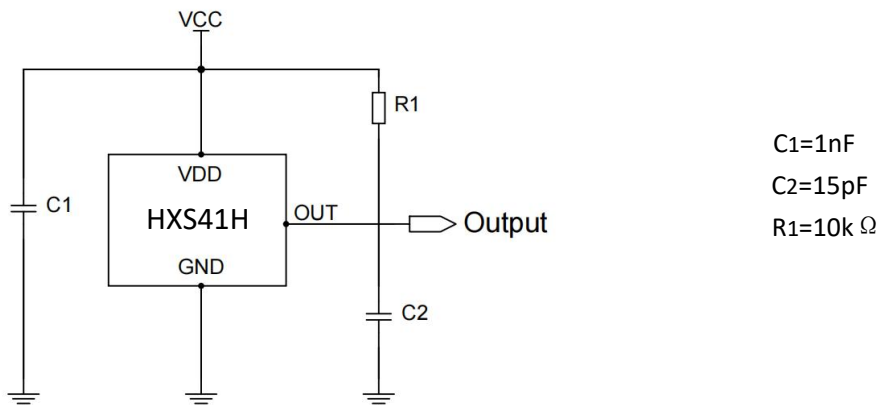 VCC
R1
VDD
C1
HXS41H
OUT
Output
GND
C2
C1=1nF
C2=15pF
R1=10kΩ